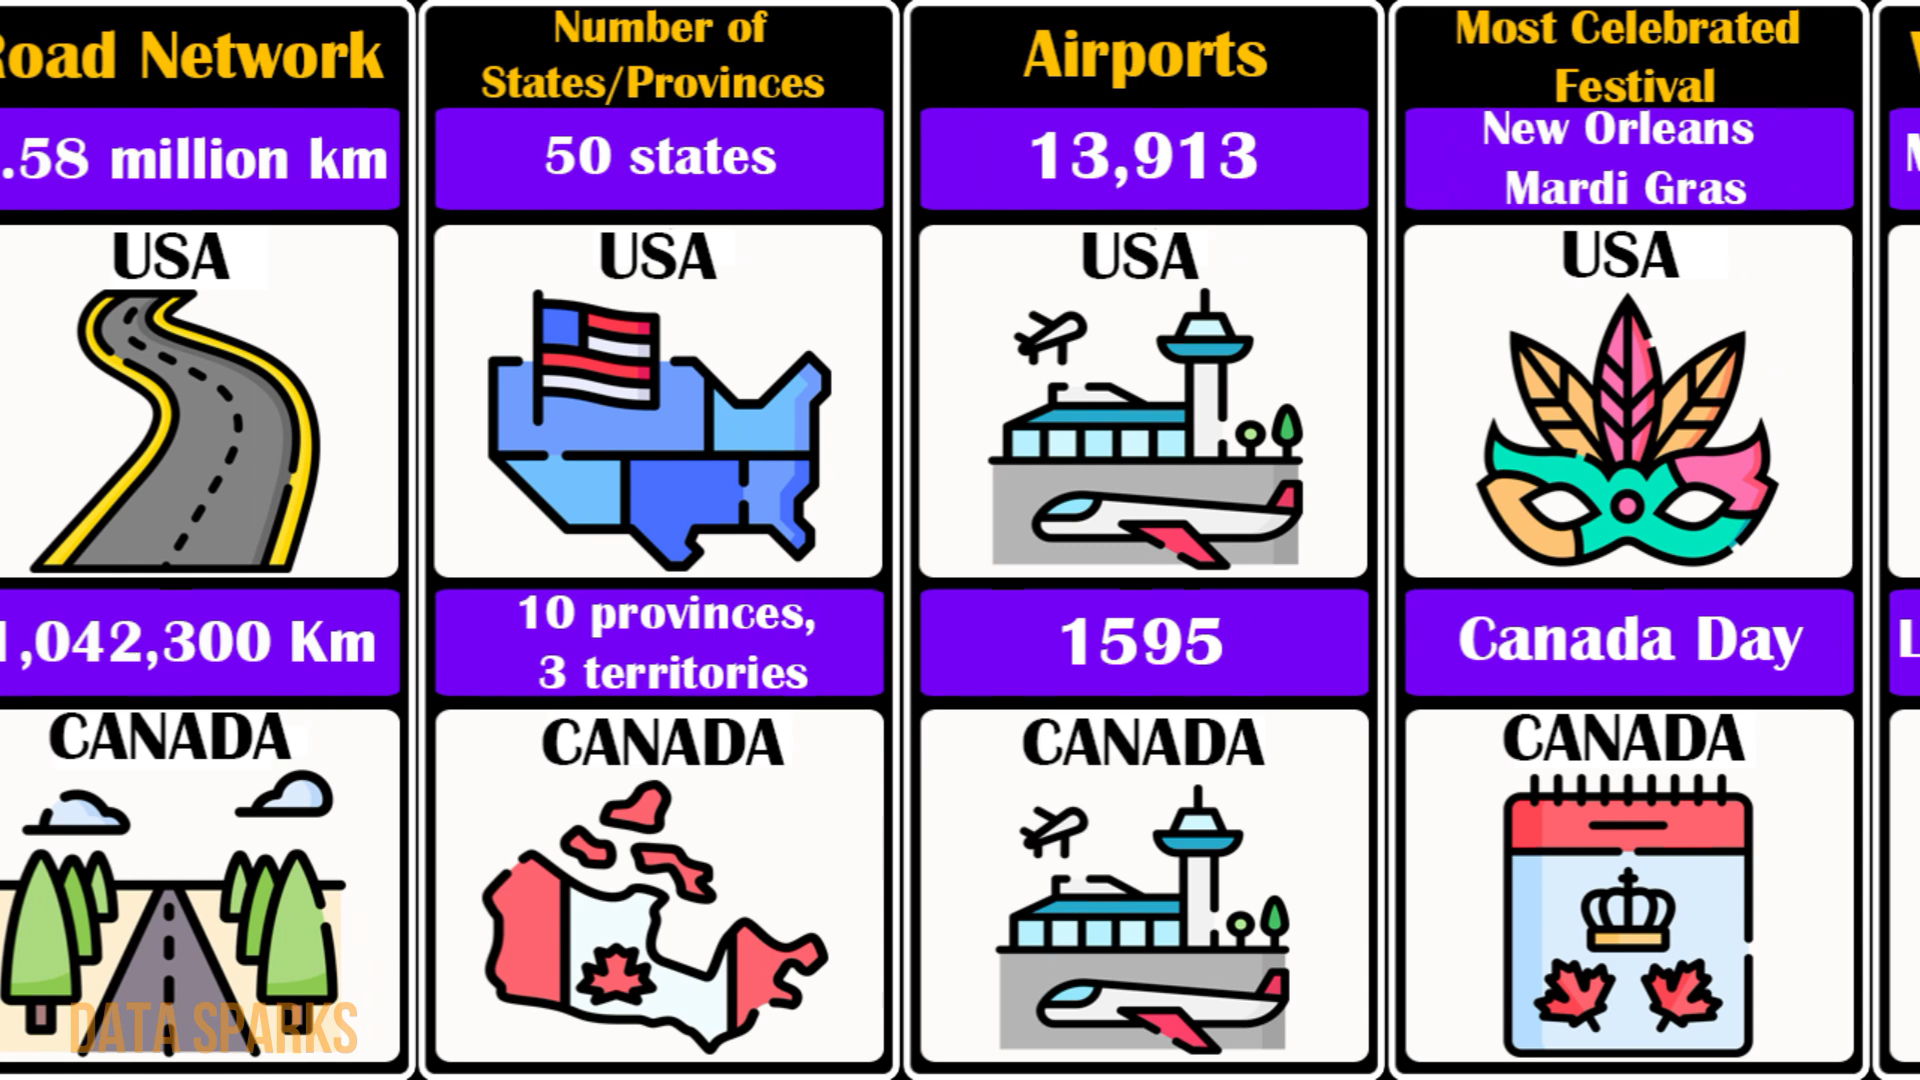 Road Network
.58 million km
USA
1,042,300 Km
CANADA
DATA SPARKS
Number of
States/Provinces
50 states
USA
10 provinces,
3 territories
CANADA
Airports
13,913
USA
1595
CANADA
Most Celebrated
Festival
New Orleans
Mardi Gras
USA
Canada Day
CANADA